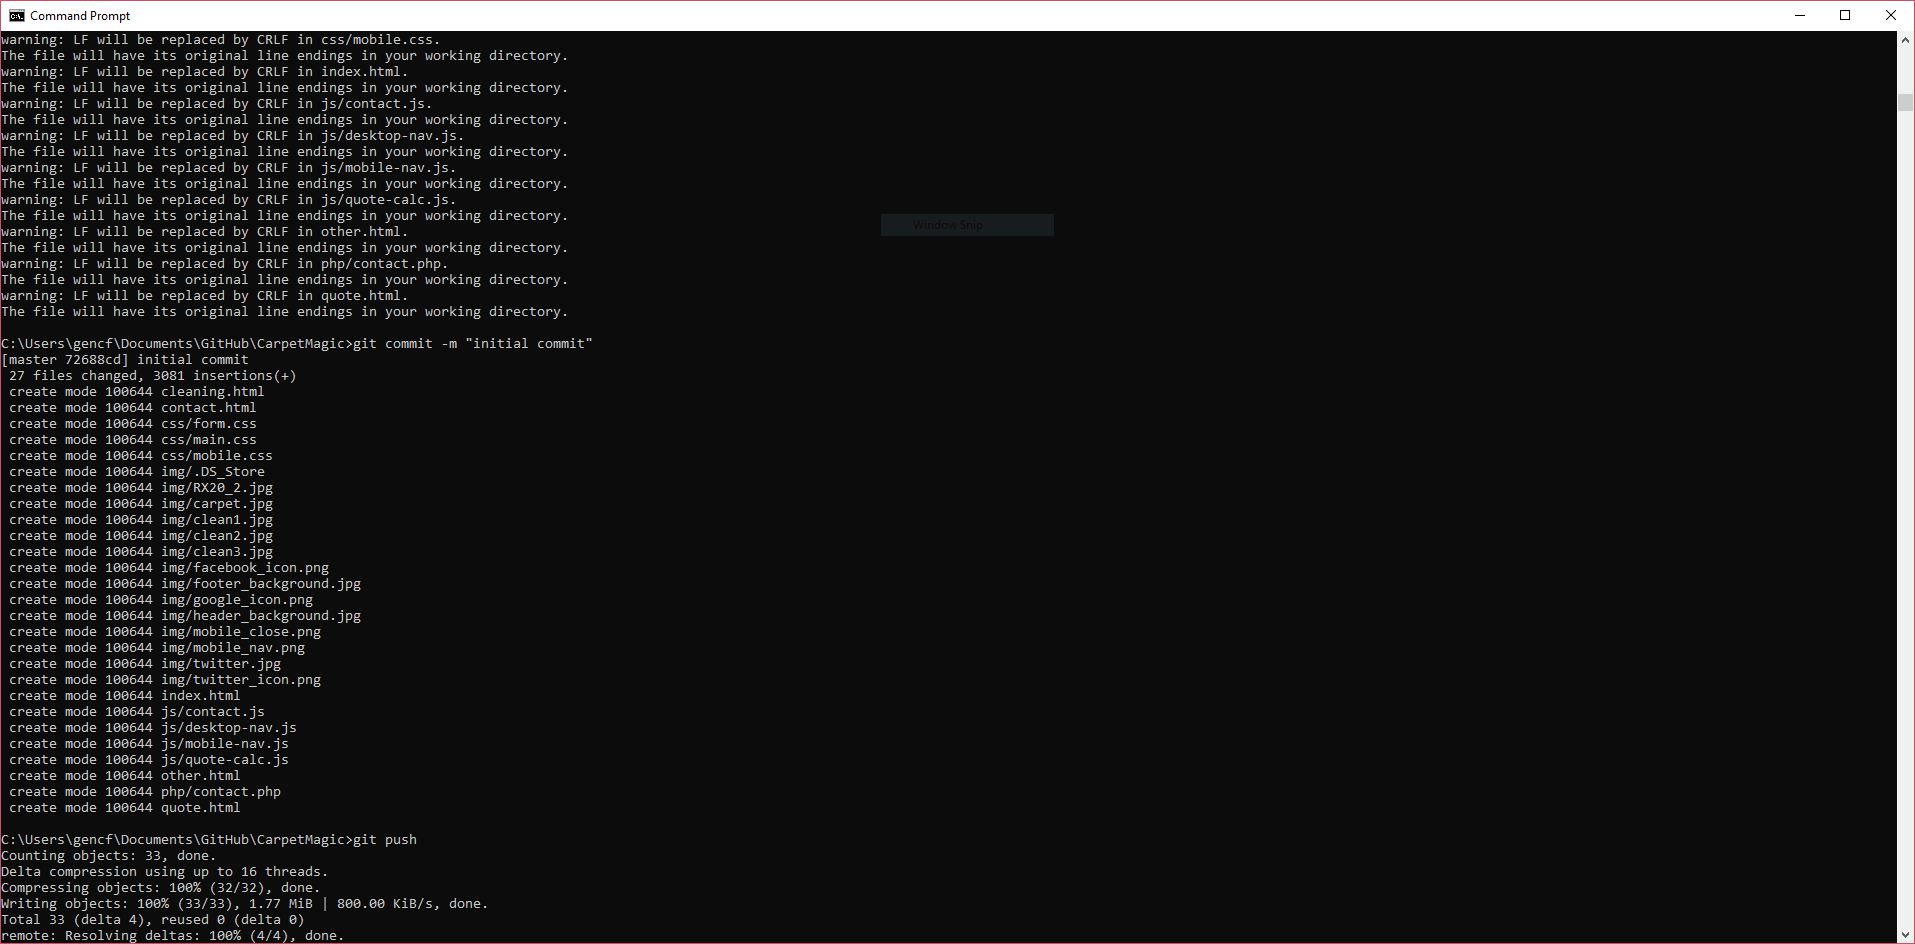 Command Prompt
warning: LF will be replaced by CRLF in css/mobile.css.
The file will have its original line endings in your working directory.
warning: LF will be replaced by CRLF in index.html.
The file will have its original line endings in your working directory.
warning: LF will be replaced by CRLF in js/contact.js.
The file will have its original line endings in your working directory.
warning: LF will be replaced by CRLF in js/desktop-nav.js.
The file will have its original line endings in your working directory.
warning: LF will be replaced by CRLF in js/mobile-nav.js.
The file will have its original line endings in your working directory.
warning: LF will be replaced by CRLF in js/quote-calc.js.
The file will have its original line endings in your working directory.
Window Snip
warning: LF will be replaced by CRLF in other.html.
The file will have its original line endings in your working directory.
warning: LF will be replaced by CRLF in php/contact.php.
The file will have its original line endings in your working directory.
warning: LF will be replaced by CRLF in quote.html.
The file will have its original line endings in your working directory.
C:\Users\gencf\Documents\GitHub\CarpetMagic>git commit -m "initial commit"
[master 72688cd] initial commit
27 files changed, 3081 insertions(+)
create mode 100644 cleaning.html
create mode 100644 contact.html
create mode 100644 css/form.css
create mode 100644 css/main.css
create mode 100644 css/mobile.css
create mode 100644 img/.DS_Store
create mode 100644 img/RX20_2.jpg
create mode 100644 img/carpet.jpg
create mode 100644 img/clean1.jpg
create mode 100644 img/clean2.jpg
create mode 100644 img/clean3.jpg
create mode 100644 img/facebook_icon.png
create mode 100644 img/footer_background.jpg
create mode 100644 img/google_icon.png
create mode 100644 img/header_background.jpg
create mode 100644 img/mobile_close.png
create mode 100644 img/mobile_nav.png
create mode 100644 img/twitter.jpg
create mode 100644 img/twitter_icon.png
create mode 100644 index.html
create mode 100644 js/contact.js
create mode 100644 js/desktop-nav.js
create mode 100644 js/mobile-nav.js
create mode 100644 js/quote-calc.js
create mode 100644 other.html
create mode 100644 php/contact.php
create mode 100644 quote.html
C:\Users\gencf\Documents\GitHub\CarpetMagic>git push
Counting objects: 33, done.
Delta compression using up to 16 threads.
Compressing objects: 100% (32/32), done.
Writing objects: 100% (33/33), 1.77 MiB | 800.00 KiB/s, done.
Total 33 (delta 4), reused 0 (delta 0)
remote: Resolving deltas: 100% (4/4), done.